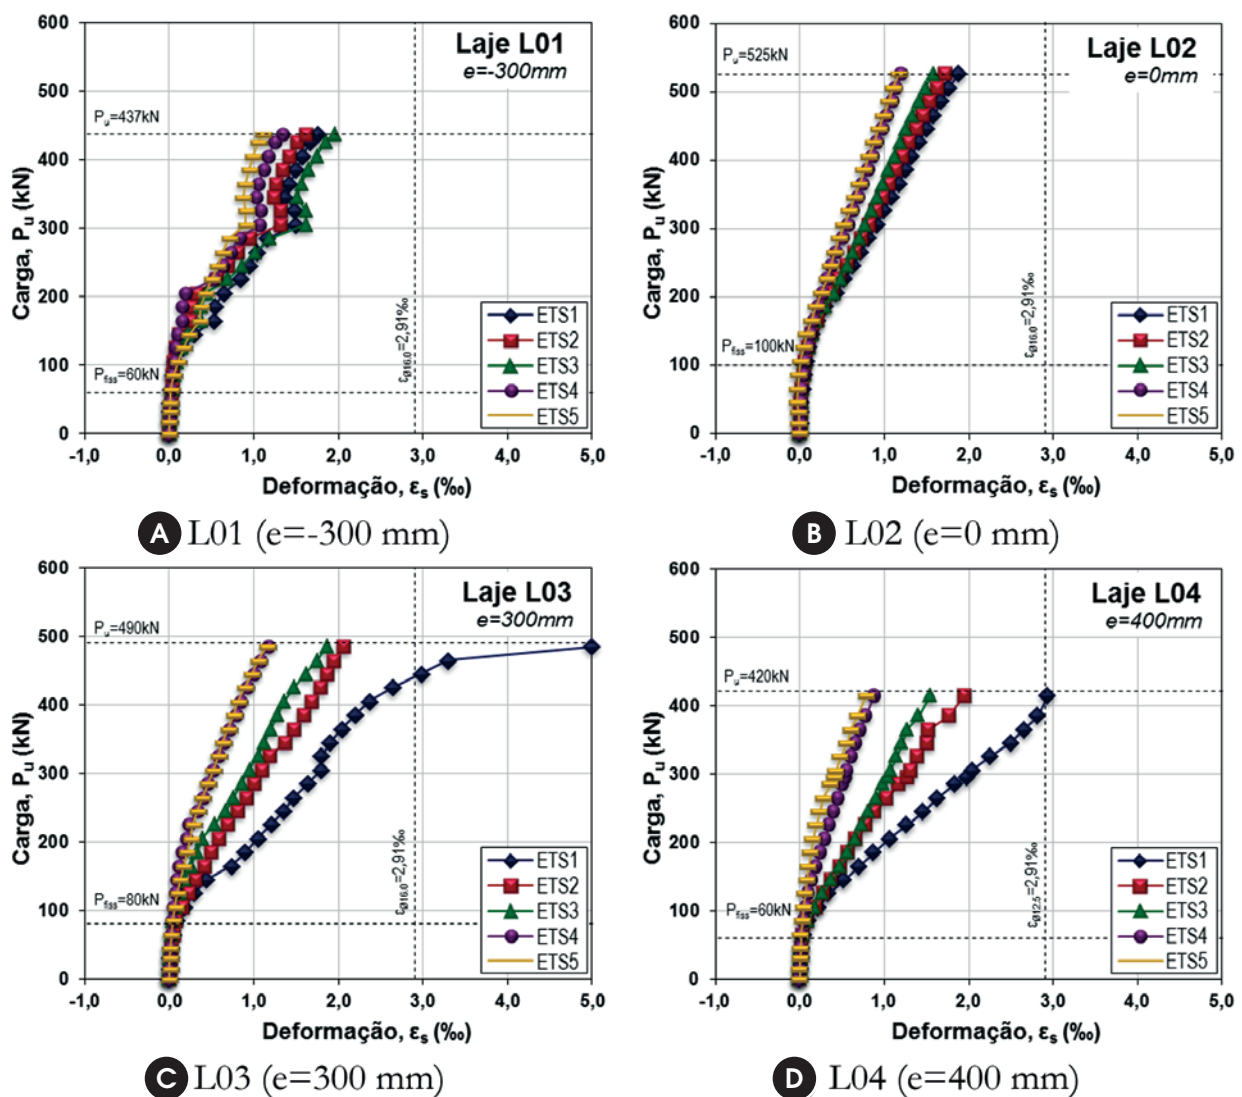 Laje L01
e=-300mm
Pu=437kN
Pfiss=60kN
εØ16.0=2,91‰
Carga, Pu (kN)
600
500
400
300
200
100
0
-1,0 0,0 1,0 2,0 3,0 4,0 5,0
Deformação, εs (‰)
ETS1
ETS2
ETS3
ETS4
ETS5
A L01 (e=-300 mm)
Laje L02
e=0mm
Pu=525kN
Pfiss=100kN
εØ16.0=2,91‰
Carga, Pu (kN)
600
500
400
300
200
100
0
-1,0 0,0 1,0 2,0 3,0 4,0 5,0
Deformação, εs (‰)
ETS1
ETS2
ETS3
ETS4
ETS5
B L02 (e=0 mm)
Laje L03
e=300mm
Pu=490kN
Pfiss=80kN
εØ16.0=2,91‰
Carga, Pu (kN)
600
500
400
300
200
100
0
-1,0 0,0 1,0 2,0 3,0 4,0 5,0
Deformação, εs (‰)
ETS1
ETS2
ETS3
ETS4
ETS5
C L03 (e=300 mm)
Laje L04
e=400mm
Pu=420kN
Pfiss=60kN
εØ12.5=2,91‰
Carga, Pu (kN)
600
500
400
300
200
100
0
-1,0 0,0 1,0 2,0 3,0 4,0 5,0
Deformação, εs (‰)
ETS1
ETS2
ETS3
ETS4
ETS5
D L04 (e=400 mm)